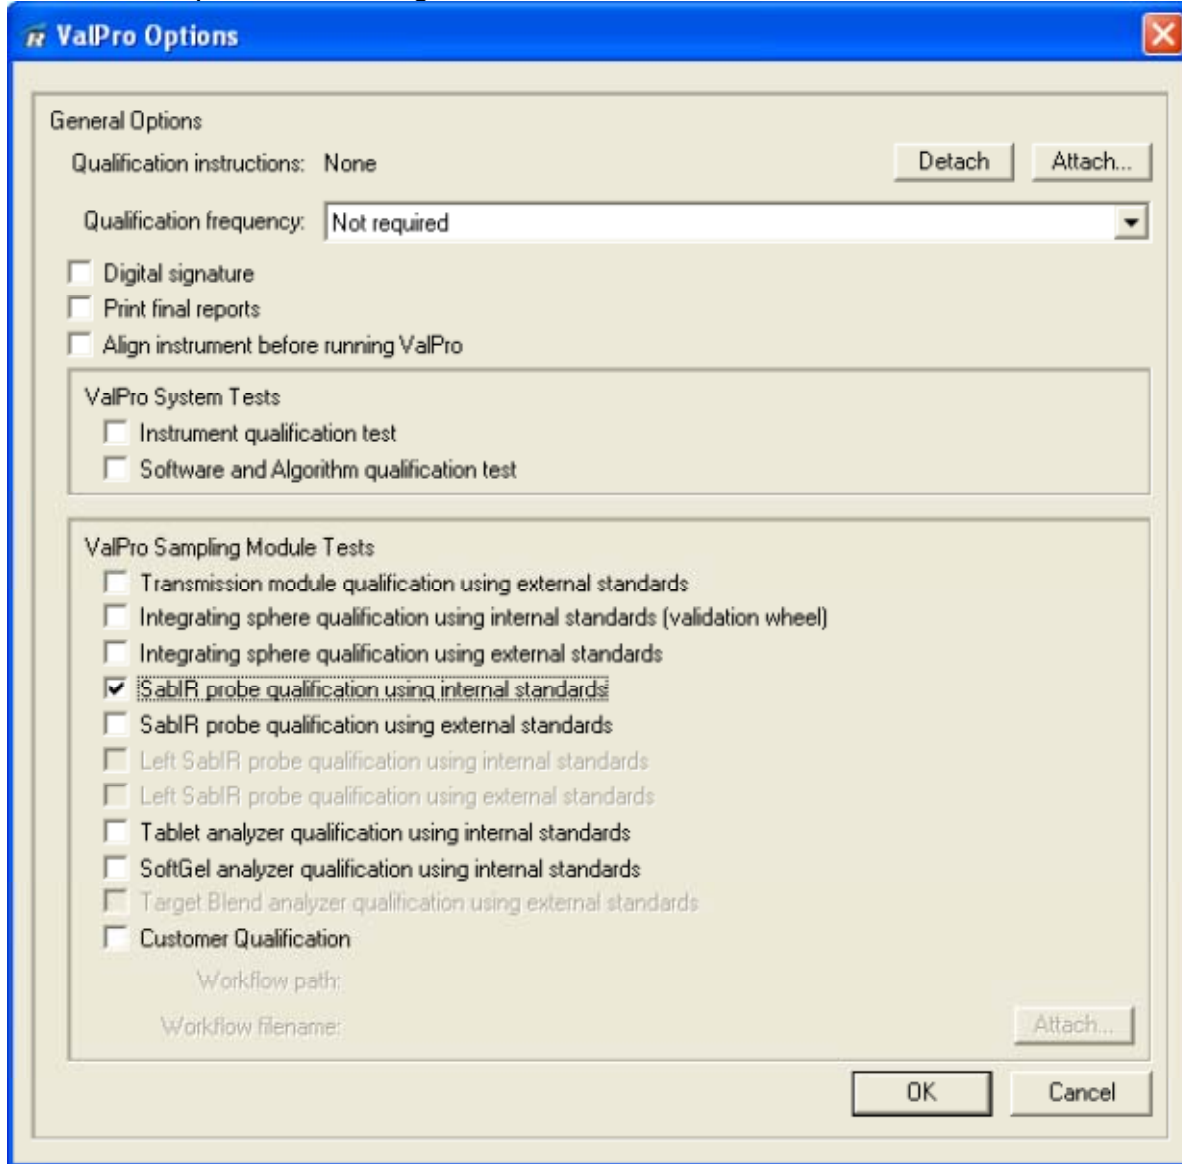 ValPro Options
General Options
Qualification instructions: None Detach Attach...
Qualification frequency: Not required
Digital signature
Print final reports
Align instrument before running ValPro
ValPro System Tests
Instrument qualification test
Software and Algorithm qualification test
ValPro Sampling Module Tests
Transmission module qualification using external standards
Integrating sphere qualification using internal standards (validation wheel)
Integrating sphere qualification using external standards
SabIR probe qualification using internal standards
SabIR probe qualification using external standards
Left SabIR probe qualification using internal standards
Left SabIR probe qualification using external standards
Tablet analyzer qualification using internal standards
SoftGel analyzer qualification using internal standards
Target Blend analyzer qualification using external standards
Customer Qualification
Workflow path:
Workflow filename: Attach...
OK Cancel